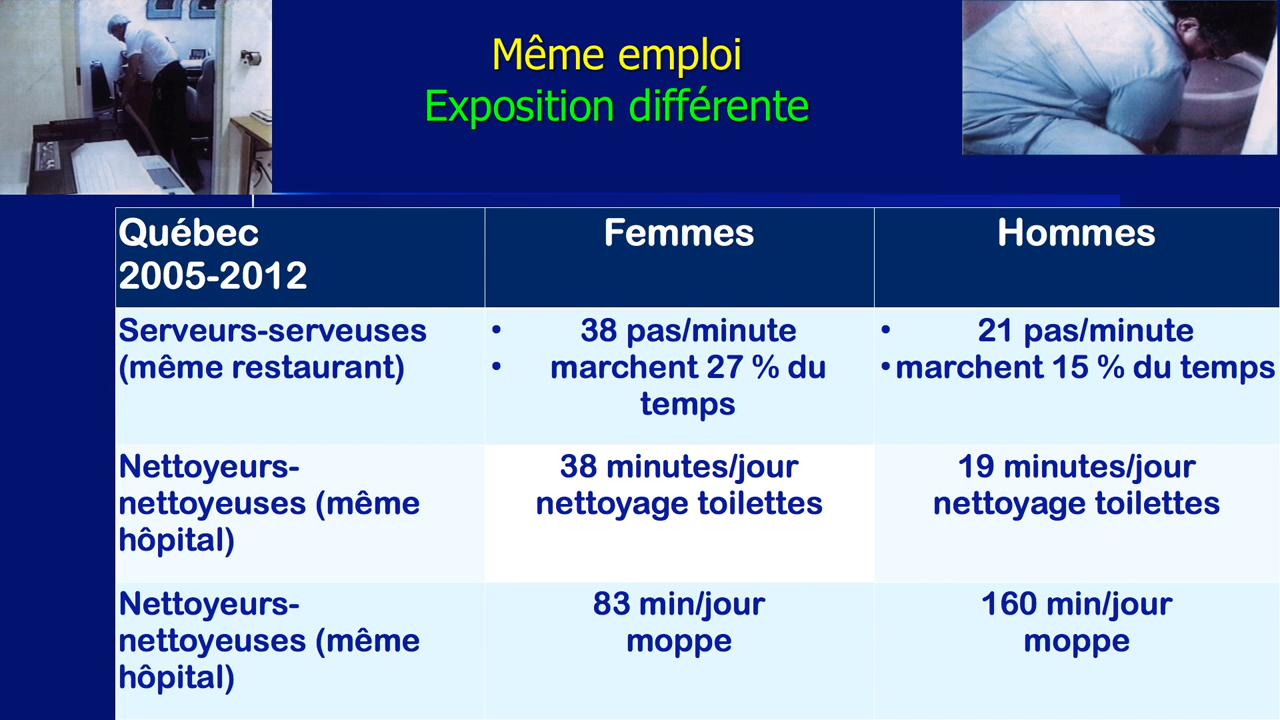 Même emploi
Exposition différente
Québec
2005-2012
Femmes
Hommes
Serveurs-serveuses
(même restaurant)
• 38 pas/minute
• marchent 27 % du
temps
• 21 pas/minute
• marchent 15 % du temps
Nettoyeurs-
nettoyeuses (même
hôpital)
38 minutes/jour
nettoyage toilettes
19 minutes/jour
nettoyage toilettes
Nettoyeurs-
nettoyeuses (même
hôpital)
83 min/jour
moppe
160 min/jour
moppe